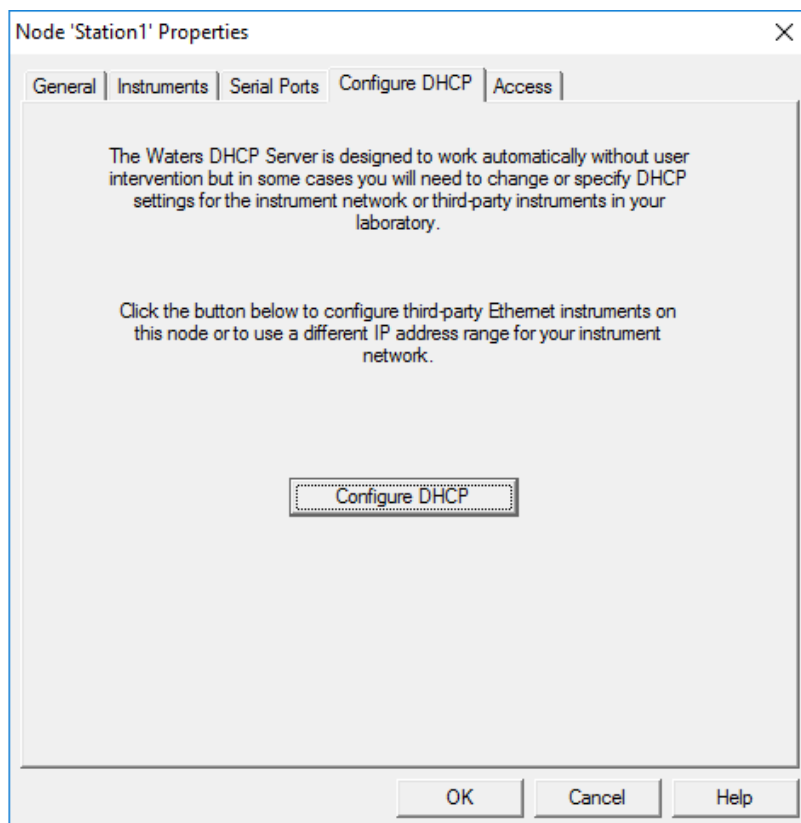 Node 'Station1' Properties
General
Instruments
Serial Ports
Configure DHCP
Access
The Waters DHCP Server is designed to work automatically without user
intervention but in some cases you will need to change or specify DHCP
settings for the instrument network or third-party instruments in your
laboratory.
Click the button below to configure third-party Ethernet instruments on
this node or to use a different IP address range for your instrument
network.
Configure DHCP
OK
Cancel
Help